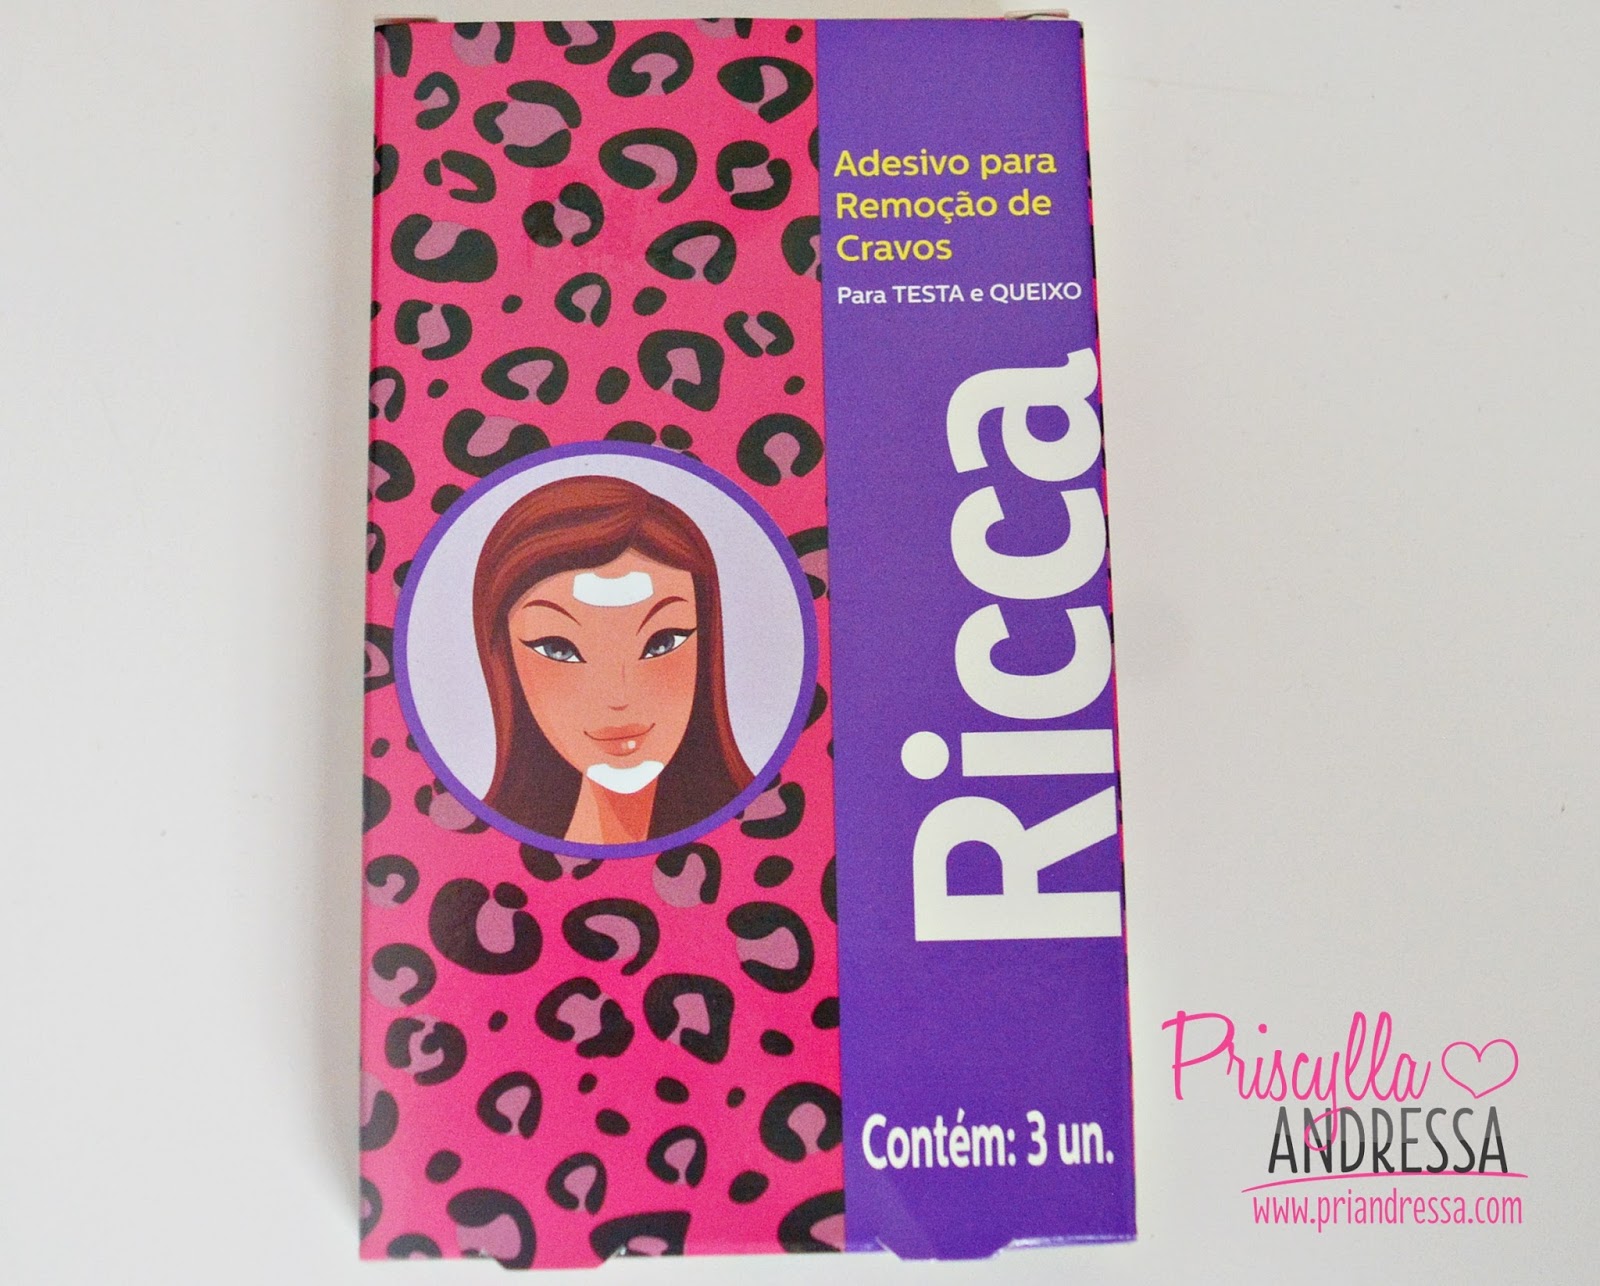 Adesivo para
Remoção de
Cravos
Para TESTA e QUEIXO
Ricca
Contém: 3 un.
Priscylla
ANDRESSA
www.priandressa.com